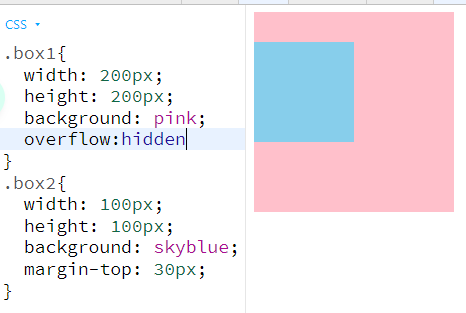 CSS
.box1{
width: 200px;
height: 200px;
background: pink;
overflow:hidden
}
.box2{
width: 100px;
height: 100px;
background: skyblue;
margin-top: 30px;
}